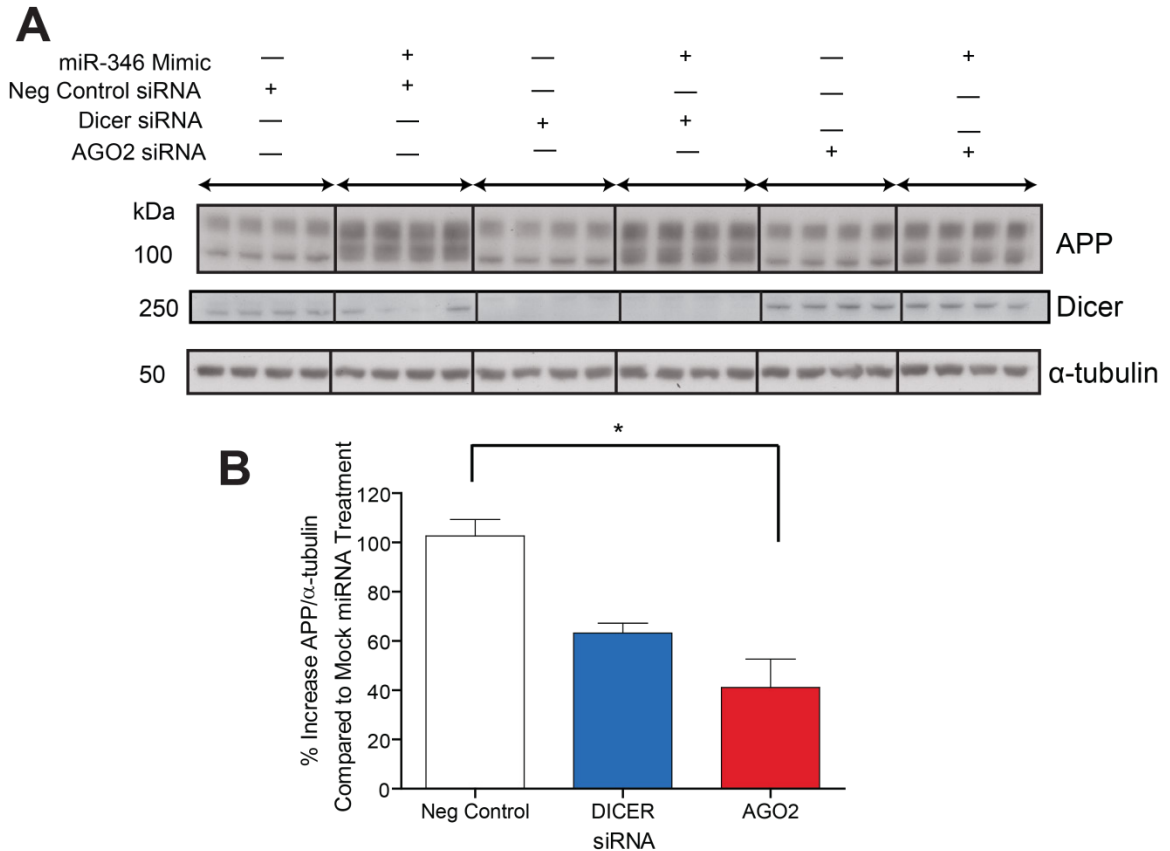 A
miR-346 Mimic — + — + — +
Neg Control siRNA + + — — — —
Dicer siRNA — — + + — —
AGO2 siRNA — — — — + +
kDa
100 APP
250 Dicer
50 α-tubulin
B
*
% Increase APP/α-tubulin
Compared to Mock miRNA Treatment
120
100
80
60
40
20
0
Neg Control DICER AGO2
siRNA